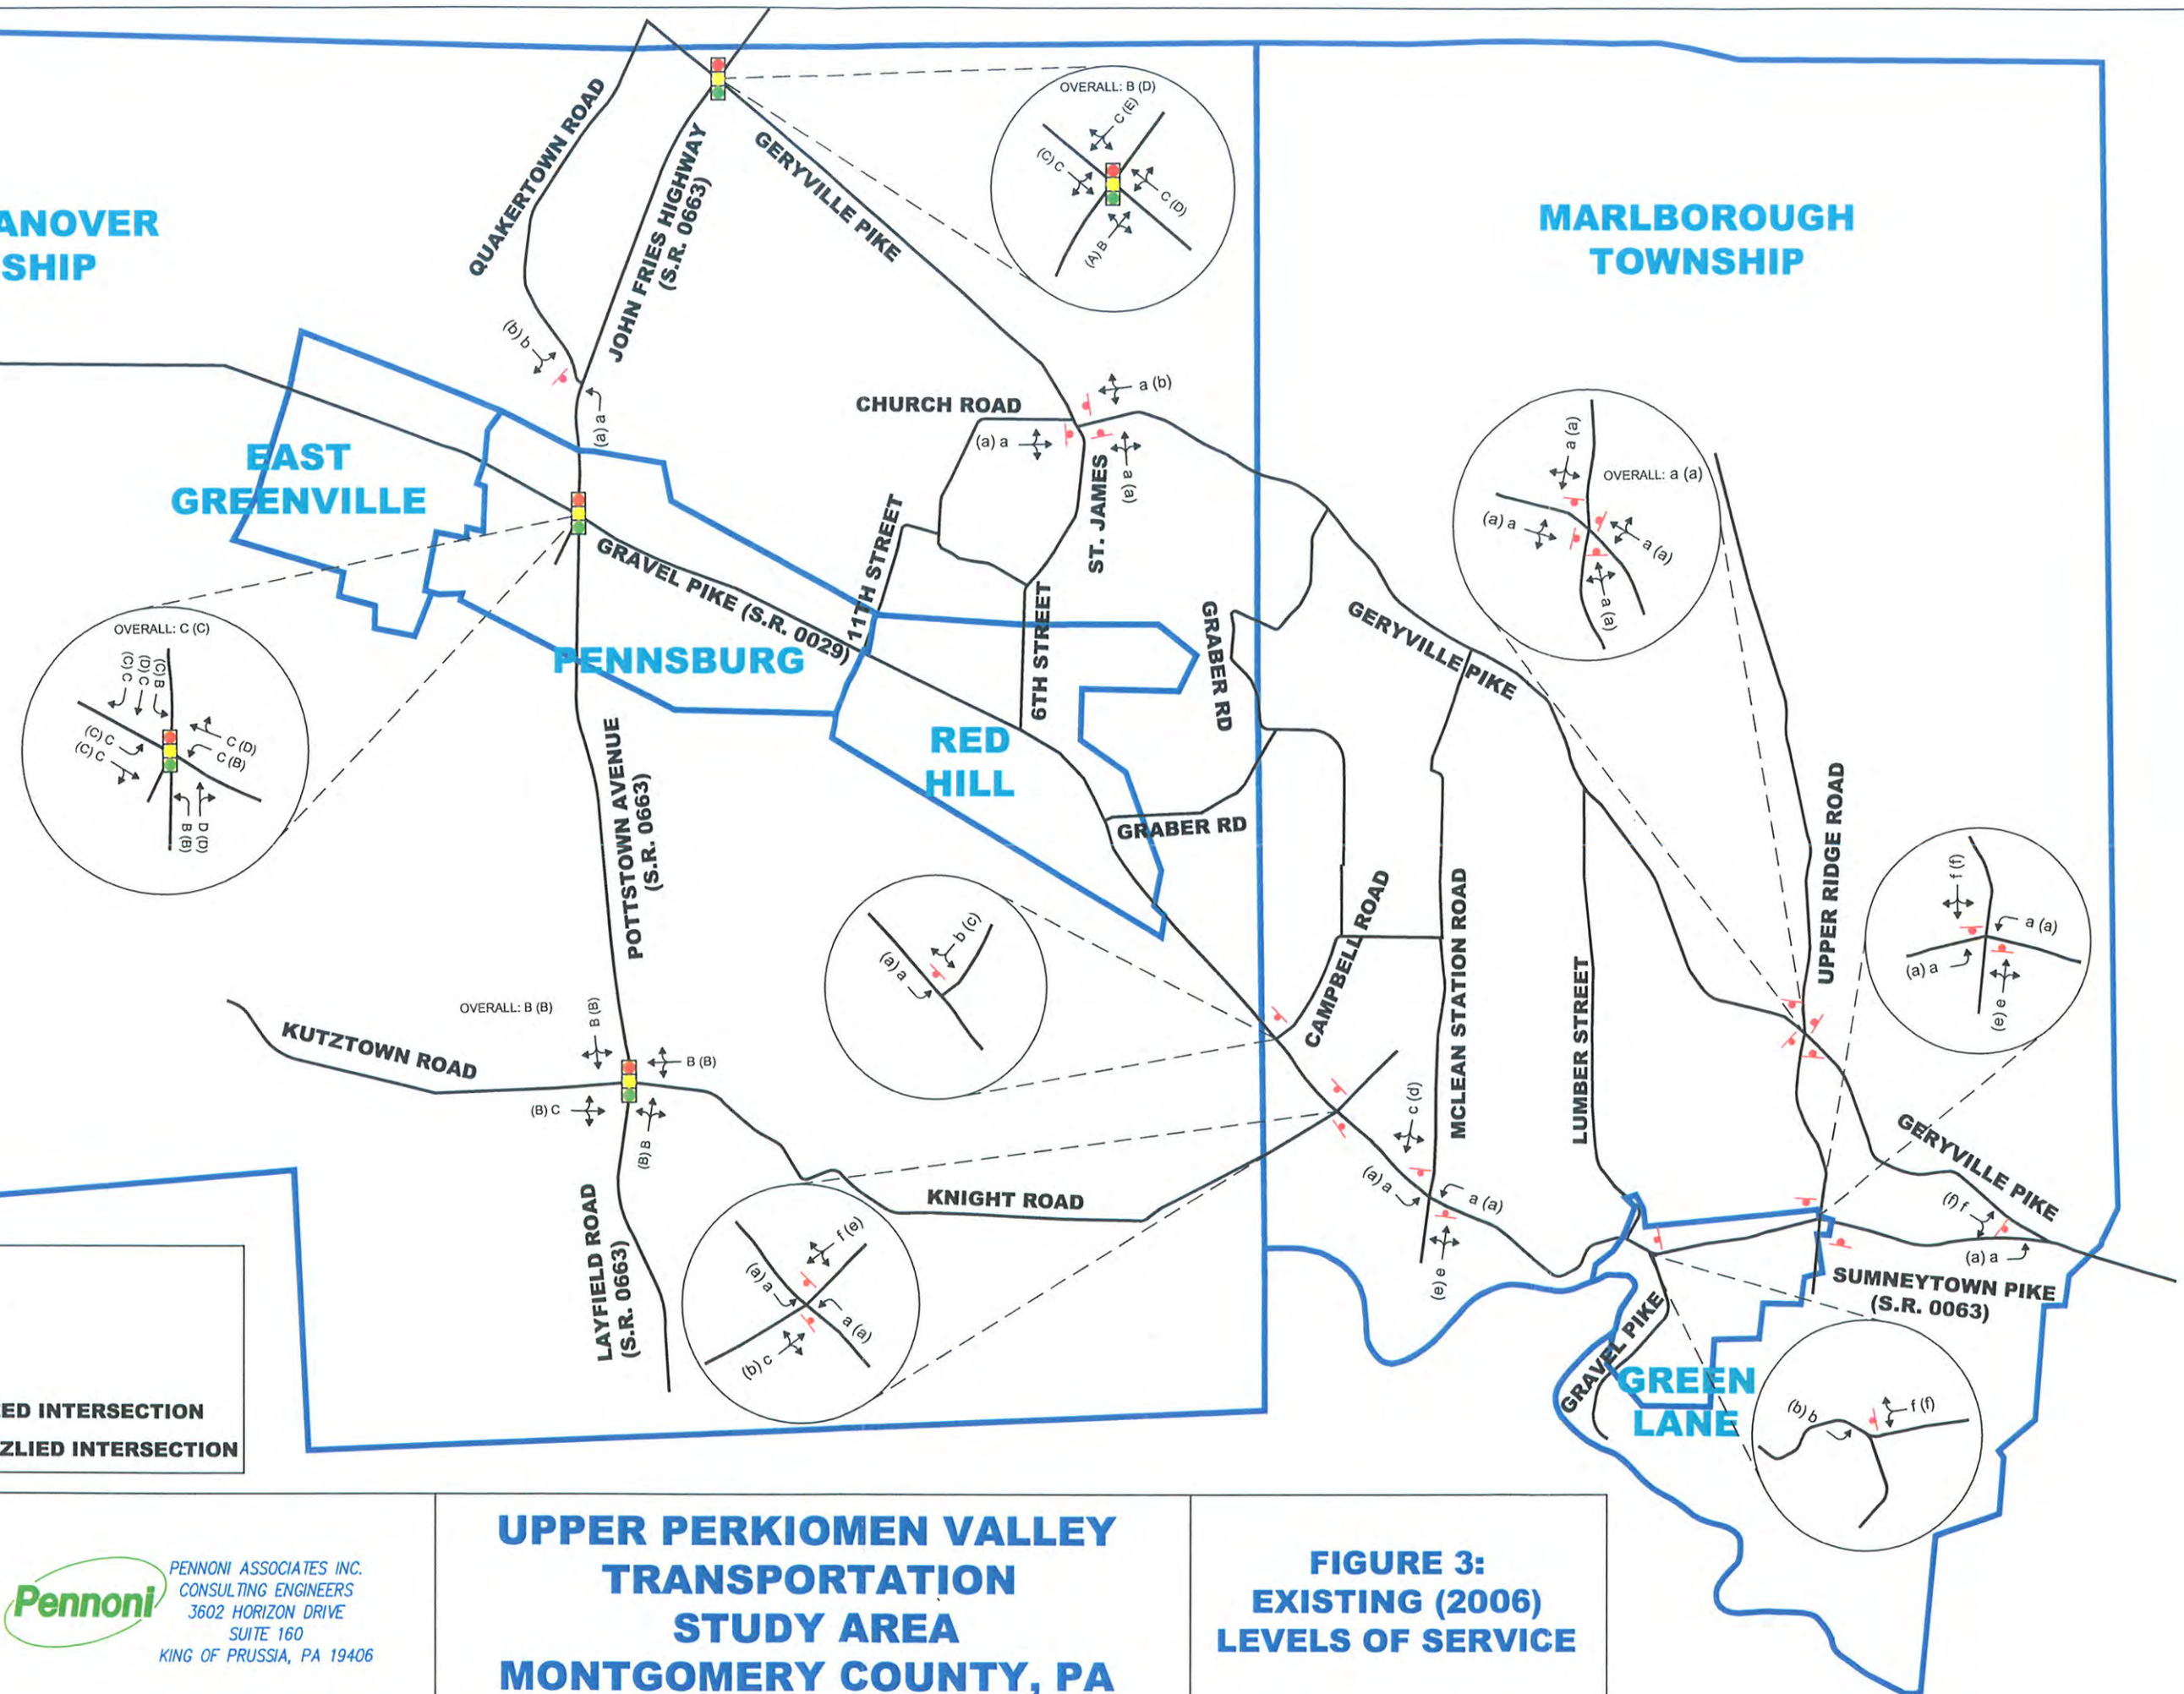 QUAKERTOWN ROAD
JOHN FRIES HIGHWAY
(S.R. 0663)
GERYVILLE PIKE
OVERALL: B (D)
C (E)
(C) C
C (D)
(A) B
ANOVER
SHIP
MARLBOROUGH
TOWNSHIP
(b) b
(a) a
CHURCH ROAD
a (b)
(a) a
a (a)
ST. JAMES
EAST
GREENVILLE
GRAVEL PIKE (S.R. 0029)
11TH STREET
6TH STREET
PENNSBURG
RED
HILL
GRABER RD
GRABER RD
GERYVILLE PIKE
OVERALL: a (a)
a (a)
(a) a
a (a)
a (a)
OVERALL: C (C)
(C) C
(D) C
(C) B
(C) C
(C) C
C (D)
C (B)
B (B)
D (D)
POTTSTOWN AVENUE
(S.R. 0663)
UPPER RIDGE ROAD
f (f)
a (a)
(a) a
(e) e
b (c)
(a) a
CAMPBELL ROAD
MCLEAN STATION ROAD
LUMBER STREET
KUTZTOWN ROAD
OVERALL: B (B)
B (B)
B (B)
(B) C
(B) B
KNIGHT ROAD
LAYFIELD ROAD
(S.R. 0663)
f (e)
(a) a
a (a)
(b) c
c (d)
(a) a
a (a)
(e) e
GERYVILLE PIKE
(f) f
(a) a
SUMNEYTOWN PIKE
(S.R. 0063)
GRAVEL PIKE
GREEN
LANE
(b) b
f (f)
ED INTERSECTION
ZLIED INTERSECTION
Pennoni
PENNONI ASSOCIATES INC.
CONSULTING ENGINEERS
3602 HORIZON DRIVE
SUITE 160
KING OF PRUSSIA, PA 19406
UPPER PERKIOMEN VALLEY
TRANSPORTATION
STUDY AREA
MONTGOMERY COUNTY, PA
FIGURE 3:
EXISTING (2006)
LEVELS OF SERVICE